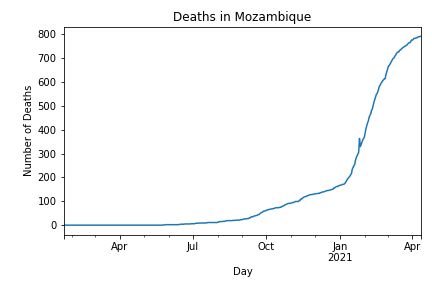 Deaths in Mozambique
800
700
600
500
400
300
200
100
0
Number of Deaths
Apr
Jul
Oct
Jan
2021
Apr
Day